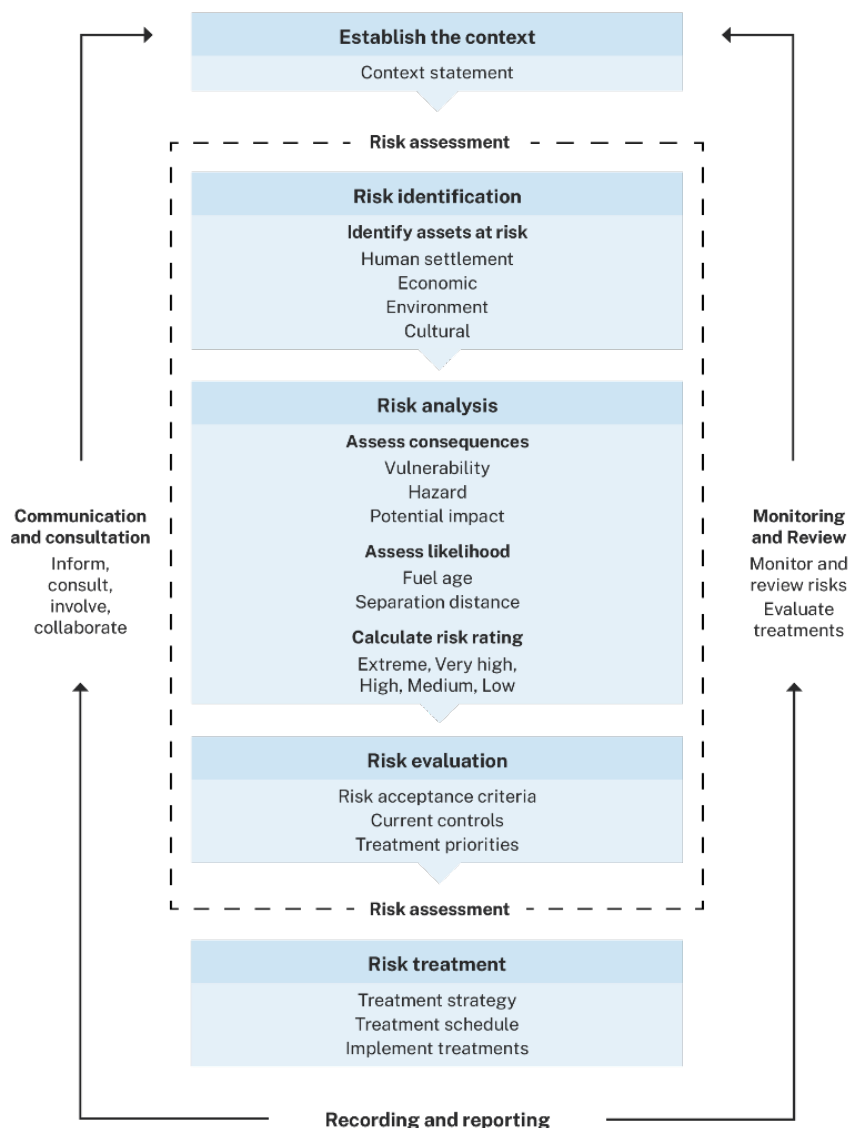 Establish the context
Context statement
Risk assessment
Risk identification
Identify assets at risk
Human settlement
Economic
Environment
Cultural
Risk analysis
Assess consequences
Vulnerability
Hazard
Potential impact
Assess likelihood
Fuel age
Separation distance
Calculate risk rating
Extreme, Very high,
High, Medium, Low
Risk evaluation
Risk acceptance criteria
Current controls
Treatment priorities
Risk assessment
Risk treatment
Treatment strategy
Treatment schedule
Implement treatments
Communication
and consultation
Inform,
consult,
involve,
collaborate
Monitoring
and Review
Monitor and
review risks
Evaluate
treatments
Recording and reporting